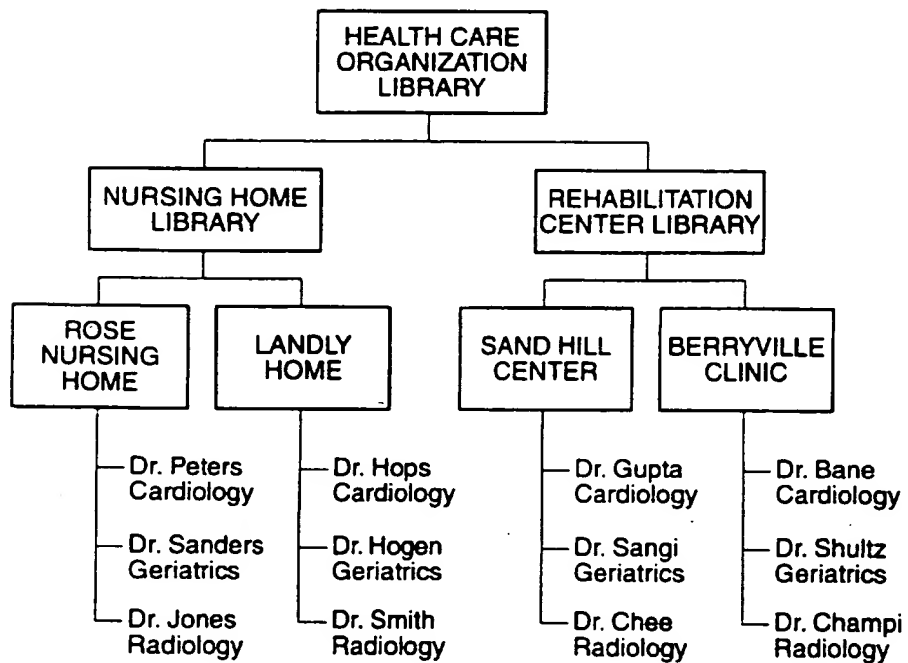 HEALTH CARE
ORGANIZATION
LIBRARY
NURSING HOME
LIBRARY
REHABILITATION
CENTER LIBRARY
ROSE
NURSING
HOME
LANDLY
HOME
SAND HILL
CENTER
BERRYVILLE
CLINIC
Dr. Peters
Cardiology
Dr. Sanders
Geriatrics
Dr. Jones
Radiology
Dr. Hops
Cardiology
Dr. Hogen
Geriatrics
Dr. Smith
Radiology
Dr. Gupta
Cardiology
Dr. Sangi
Geriatrics
Dr. Chee
Radiology
Dr. Bane
Cardiology
Dr. Shultz
Geriatrics
Dr. Champi
Radiology